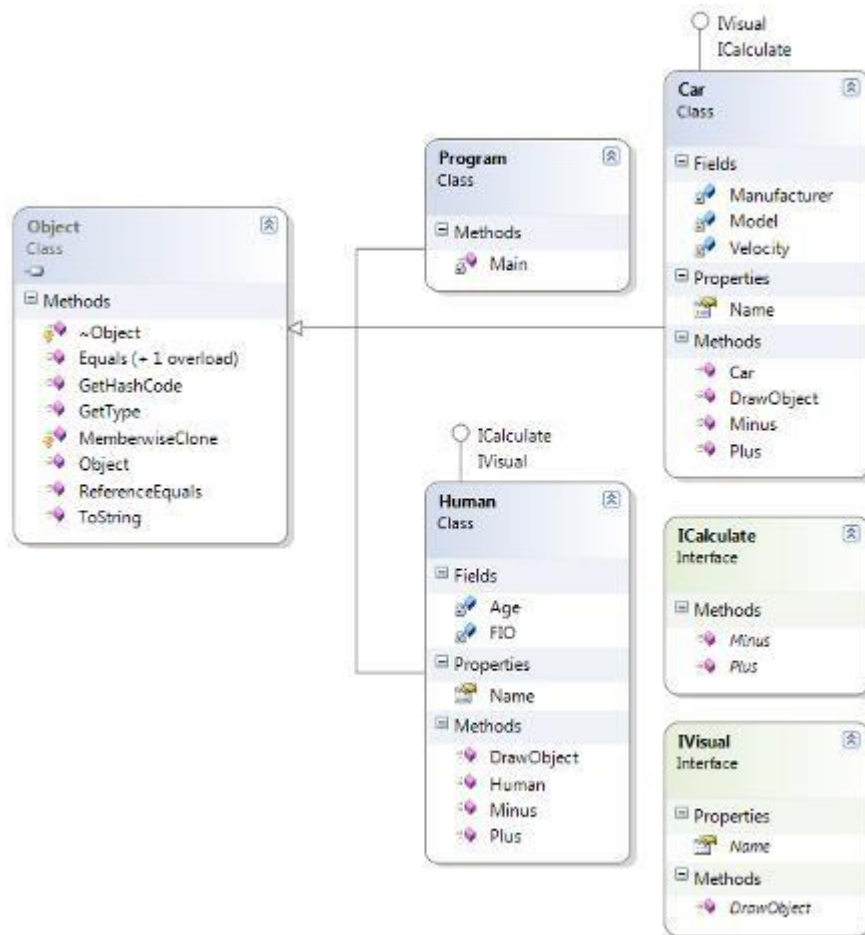 Object
Class
Methods
~Object
Equals (+ 1 overload)
GetHashCode
GetType
MemberwiseClone
Object
ReferenceEquals
ToString
Program
Class
Methods
Main
ICalculate
IVisual
Human
Class
Fields
Age
FIO
Properties
Name
Methods
DrawObject
Human
Minus
Plus
IVisual
ICalculate
Car
Class
Fields
Manufacturer
Model
Velocity
Properties
Name
Methods
Car
DrawObject
Minus
Plus
ICalculate
Interface
Methods
Minus
Plus
IVisual
Interface
Properties
Name
Methods
DrawObject